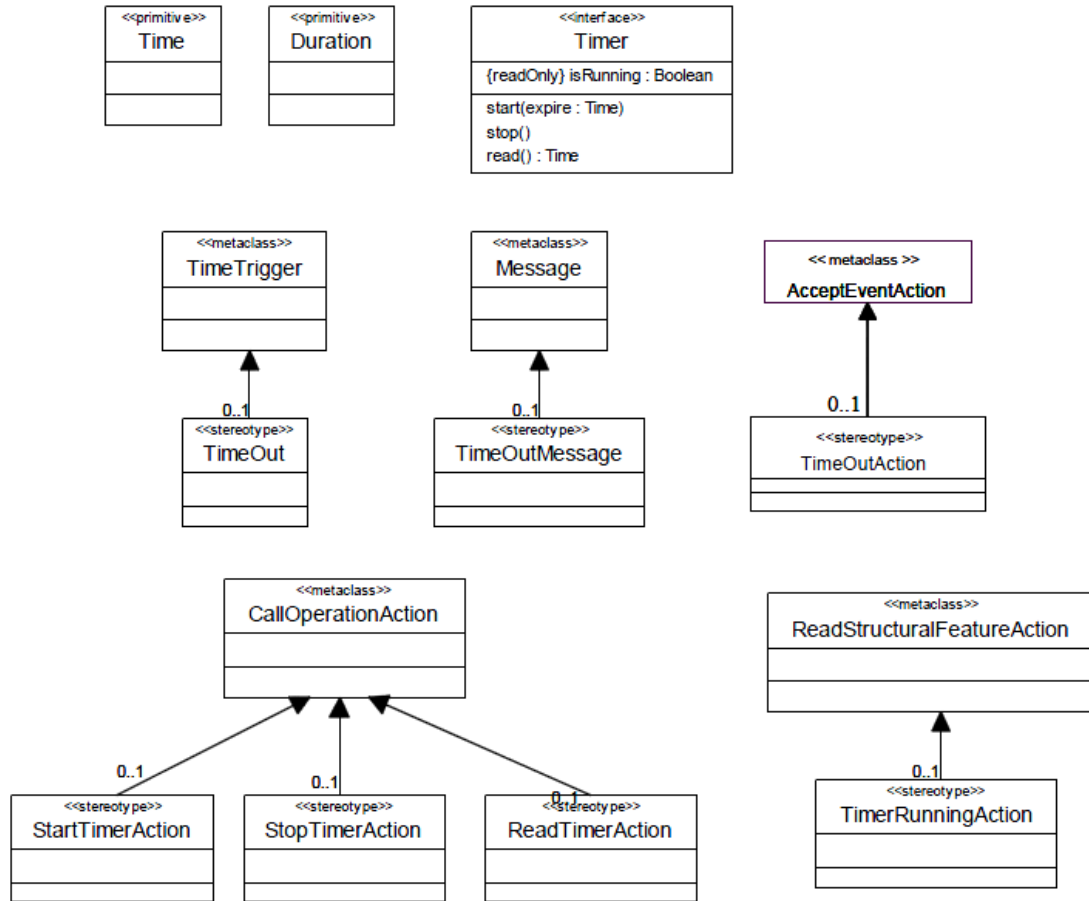 <<primitive>>
Time
<<primitive>>
Duration
<<interface>>
Timer
{readOnly} isRunning : Boolean
start(expire : Time)
stop()
read() : Time
<<metaclass>>
TimeTrigger
<<metaclass>>
Message
<< metaclass >>
AcceptEventAction
0..1
<<stereotype>>
TimeOut
0..1
<<stereotype>>
TimeOutMessage
0..1
<<stereotype>>
TimeOutAction
<<metaclass>>
CallOperationAction
<<metaclass>>
ReadStructuralFeatureAction
0..1
<<stereotype>>
StartTimerAction
0..1
<<stereotype>>
StopTimerAction
0..1
<<stereotype>>
ReadTimerAction
0..1
<<stereotype>>
TimerRunningAction